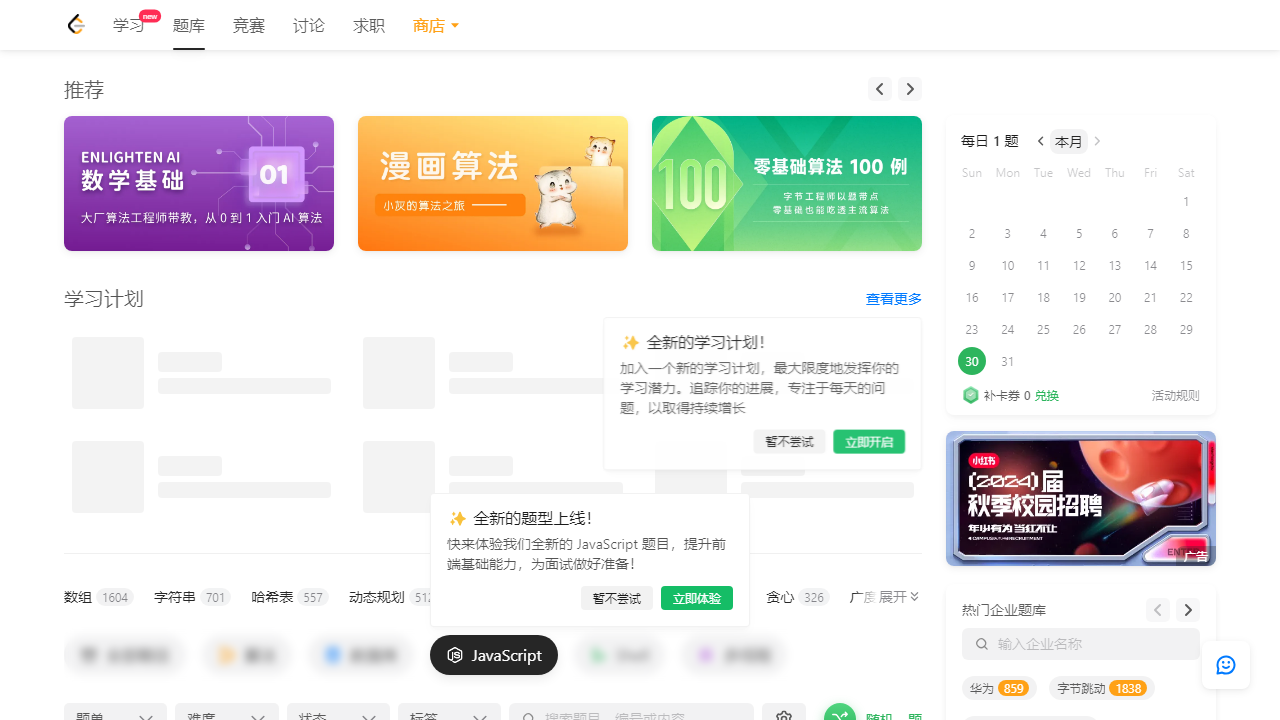 学习 new 题库 竞赛 讨论 求职 商店
推荐
ENLIGHTEN AI
数学基础
01
大厂算法工程师带教，从 0 到 1 入门 AI 算法
漫画算法
小灰的算法之旅
100
零基础算法 100 例
字节工程师以题带点
零基础也能吃透主流算法
每日 1 题 本月
Sun Mon Tue Wed Thu Fri Sat
1
2 3 4 5 6 7 8
9 10 11 12 13 14 15
16 17 18 19 20 21 22
23 24 25 26 27 28 29
30 31
补卡券 0 兑换 活动规则
学习计划 查看更多
✨ 全新的学习计划！
加入一个新的学习计划，最大限度地发挥你的
学习潜力。追踪你的进展，专注于每天的问
题，以取得持续增长
暂不尝试 立即开启
小红书
(2024)届
秋季校园招聘
年少有为 当红不让
CAMPUS RECRUITMENT
广告
✨ 全新的题型上线！
快来体验我们全新的 JavaScript 题目，提升前
端基础能力，为面试做好准备！
暂不尝试 立即体验
数组 1604 字符串 701 哈希表 557 动态规划 512 贪心 326 展开
JavaScript
题单 难度 状态 标签 搜索题目、编号或内容 随机一题
热门企业题库
输入企业名称
华为 859 字节跳动 1838